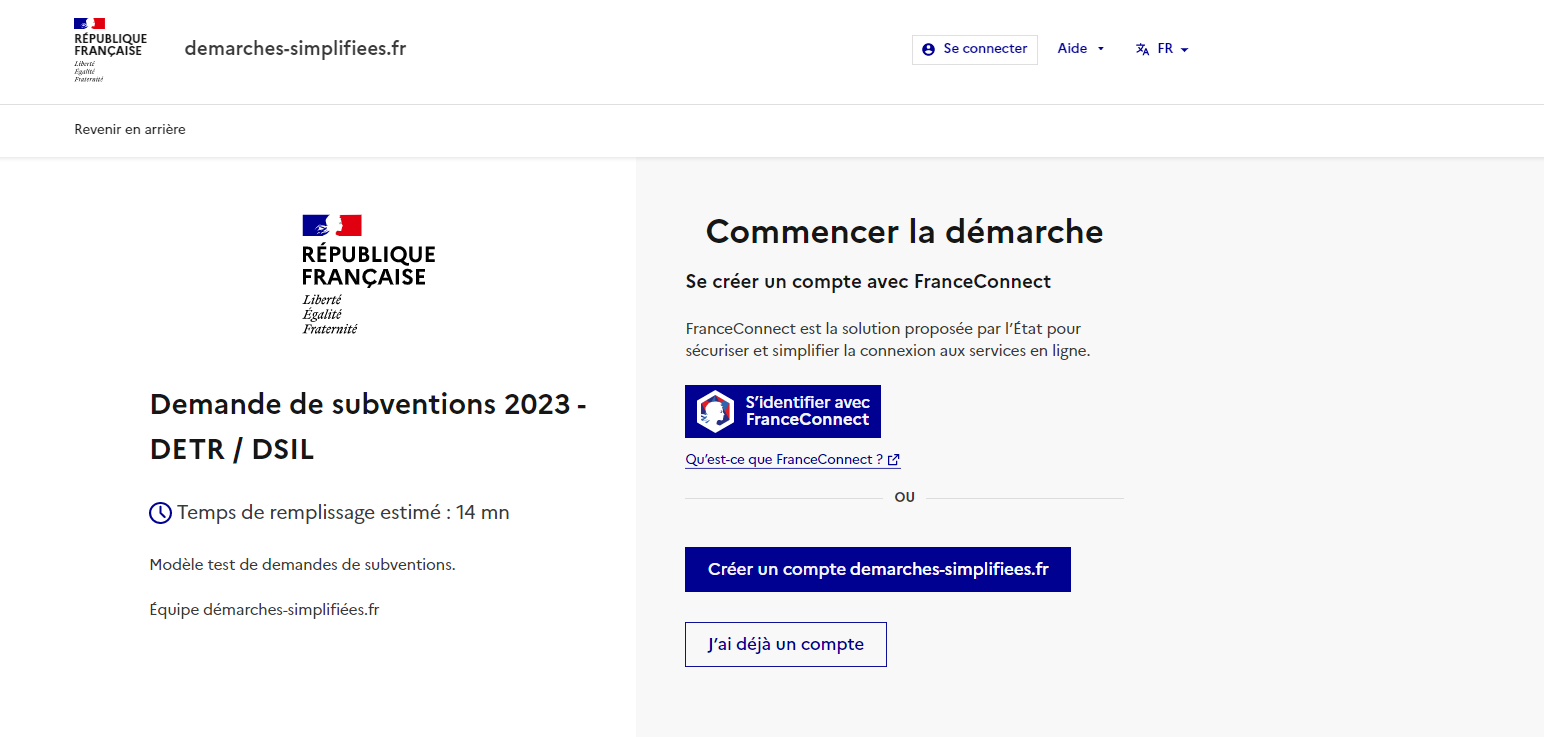 RÉPUBLIQUE
FRANÇAISE
Liberté
Égalité
Fraternité
demarches-simplifiees.fr
Se connecter
Aide
FR
Revenir en arrière
RÉPUBLIQUE
FRANÇAISE
Liberté
Égalité
Fraternité
Demande de subventions 2023 -
DETR / DSIL
Temps de remplissage estimé : 14 mn
Modèle test de demandes de subventions.
Équipe démarches-simplifiées.fr
Commencer la démarche
Se créer un compte avec FranceConnect
FranceConnect est la solution proposée par l’État pour
sécuriser et simplifier la connexion aux services en ligne.
S’identifier avec
FranceConnect
Qu’est-ce que FranceConnect ?
OU
Créer un compte demarches-simplifiees.fr
J’ai déjà un compte